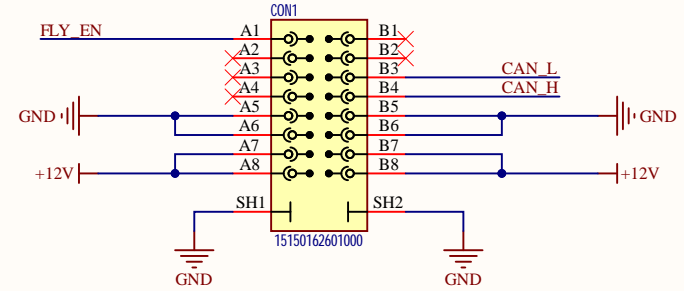 CON1
FLY_EN A1 B1
A2 B2
A3 B3 CAN_L
A4 B4 CAN_H
GND A5 B5 GND
A6 B6
A7 B7
+12V A8 B8 +12V
SH1 SH2
15150162601000
GND GND